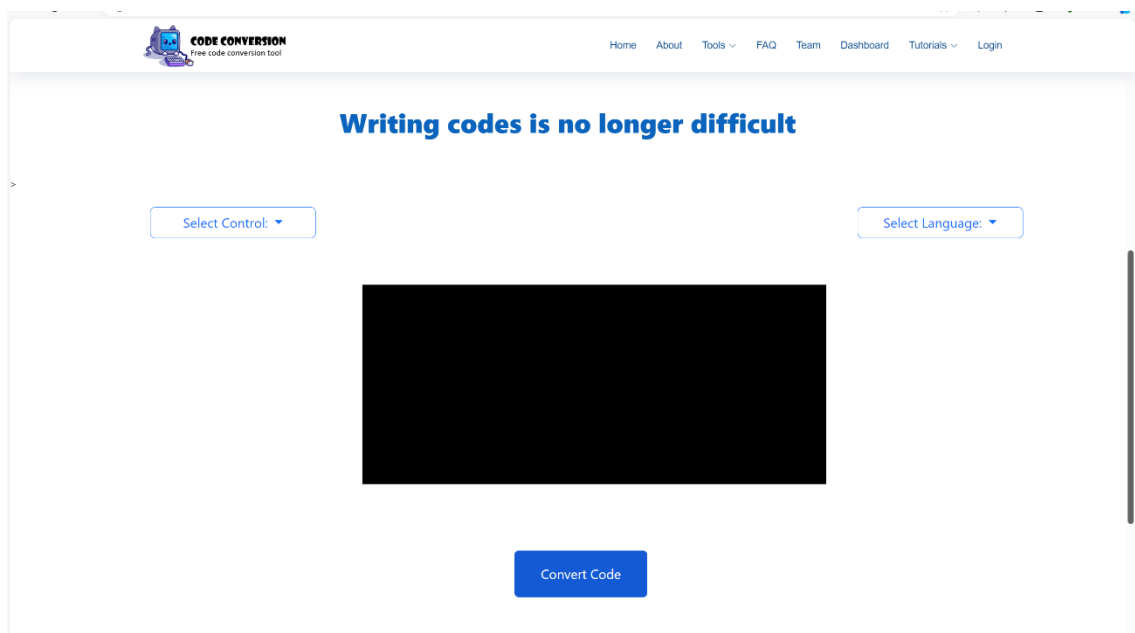 CODE CONVERSION
Free code conversion tool
Home About Tools FAQ Team Dashboard Tutorials Login
Writing codes is no longer difficult
>
Select Control: Select Language:
Convert Code